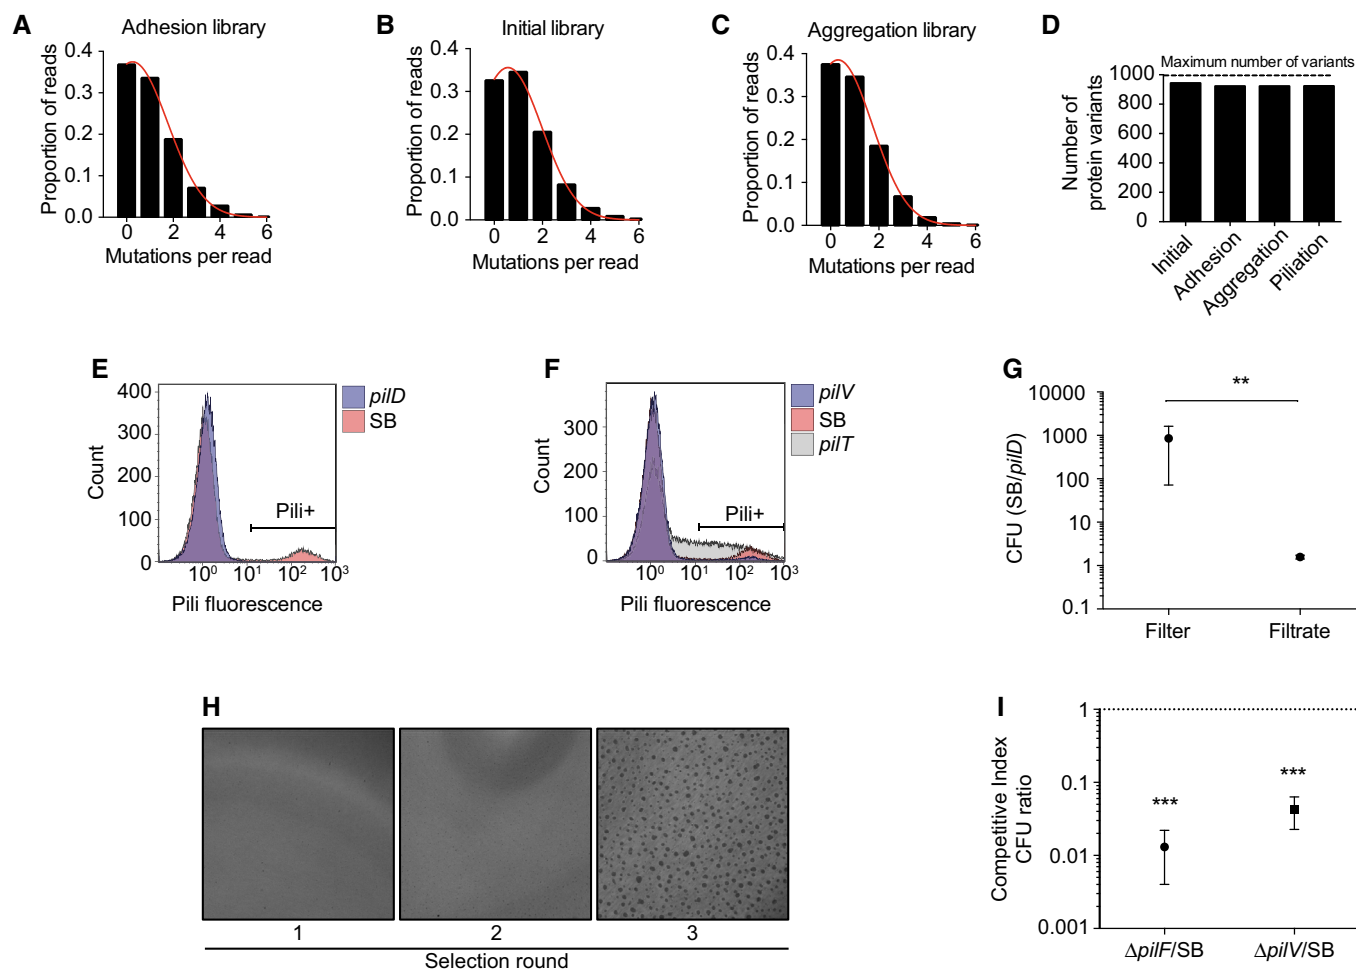 A
Adhesion library
Proportion of reads
0.4
0.3
0.2
0.1
0.0
0 2 4 6
Mutations per read
B
Initial library
Proportion of reads
0.4
0.3
0.2
0.1
0.0
0 2 4 6
Mutations per read
C
Aggregation library
Proportion of reads
0.4
0.3
0.2
0.1
0.0
0 2 4 6
Mutations per read
D
Maximum number of variants
Number of
protein variants
1000
800
600
400
200
0
Initial
Adhesion
Aggregation
Piliation
E
Count
400
300
200
100
0
Pili+
10⁰ 10¹ 10² 10³
Pili fluorescence
pilD
SB
F
Count
300
200
100
0
Pili+
10⁰ 10¹ 10² 10³
Pili fluorescence
pilV
SB
pilT
G
CFU (SB/pilD)
10000
1000
100
10
1
0.1
**
Filter Filtrate
H
1 2 3
Selection round
I
Competitive Index
CFU ratio
1
0.1
0.01
0.001
***
***
ΔpilF/SB ΔpilV/SB